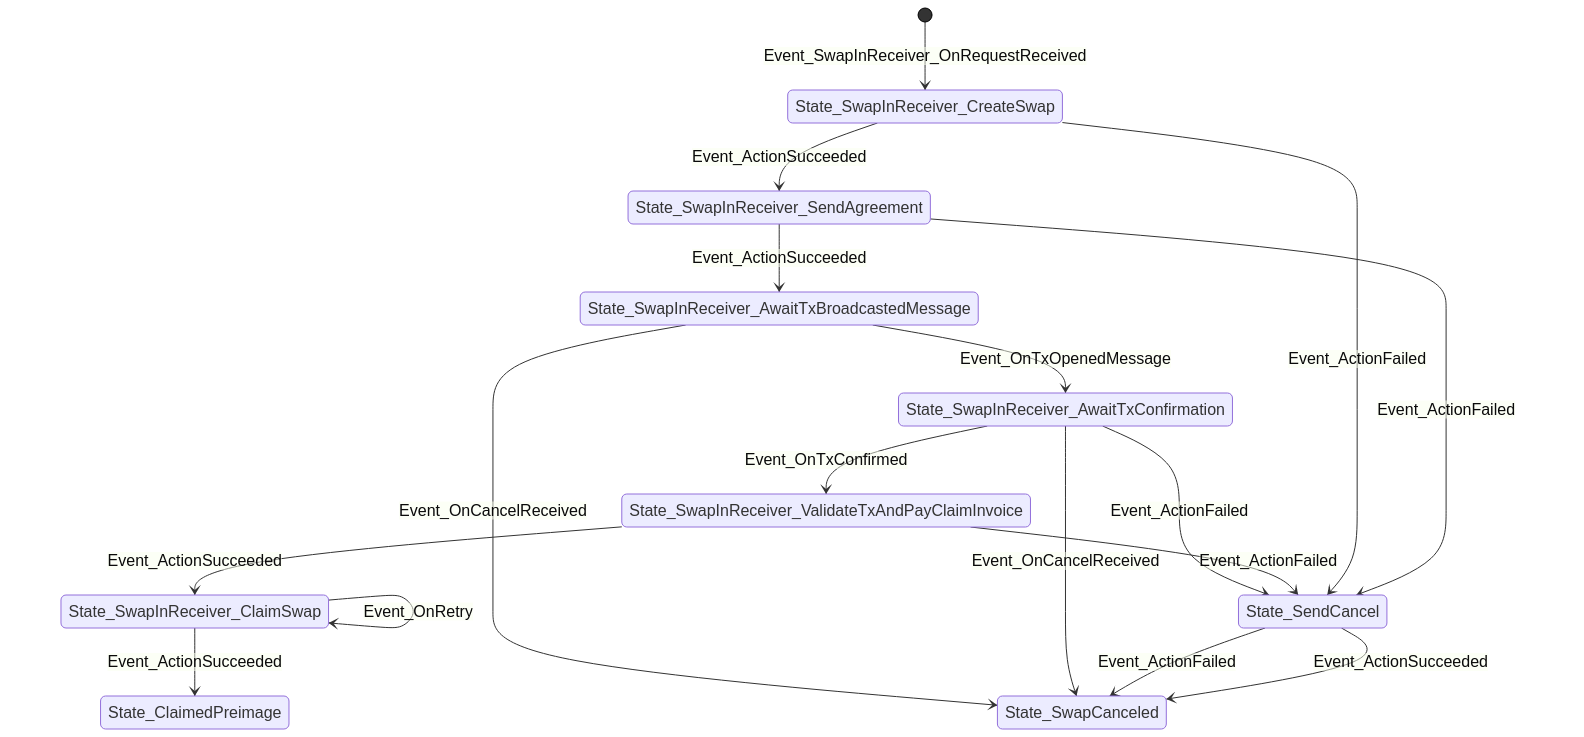 Event_SwapInReceiver_OnRequestReceived
State_SwapInReceiver_CreateSwap
Event_ActionSucceeded
State_SwapInReceiver_SendAgreement
Event_ActionSucceeded
State_SwapInReceiver_AwaitTxBroadcastedMessage
Event_OnTxOpenedMessage
Event_ActionFailed
State_SwapInReceiver_AwaitTxConfirmation
Event_ActionFailed
Event_OnTxConfirmed
Event_OnCancelReceived
State_SwapInReceiver_ValidateTxAndPayClaimInvoice
Event_ActionFailed
Event_ActionSucceeded
Event_OnCancelReceived
Event_ActionFailed
State_SwapInReceiver_ClaimSwap
Event_OnRetry
State_SendCancel
Event_ActionSucceeded
Event_ActionFailed
Event_ActionSucceeded
State_ClaimedPreimage
State_SwapCanceled